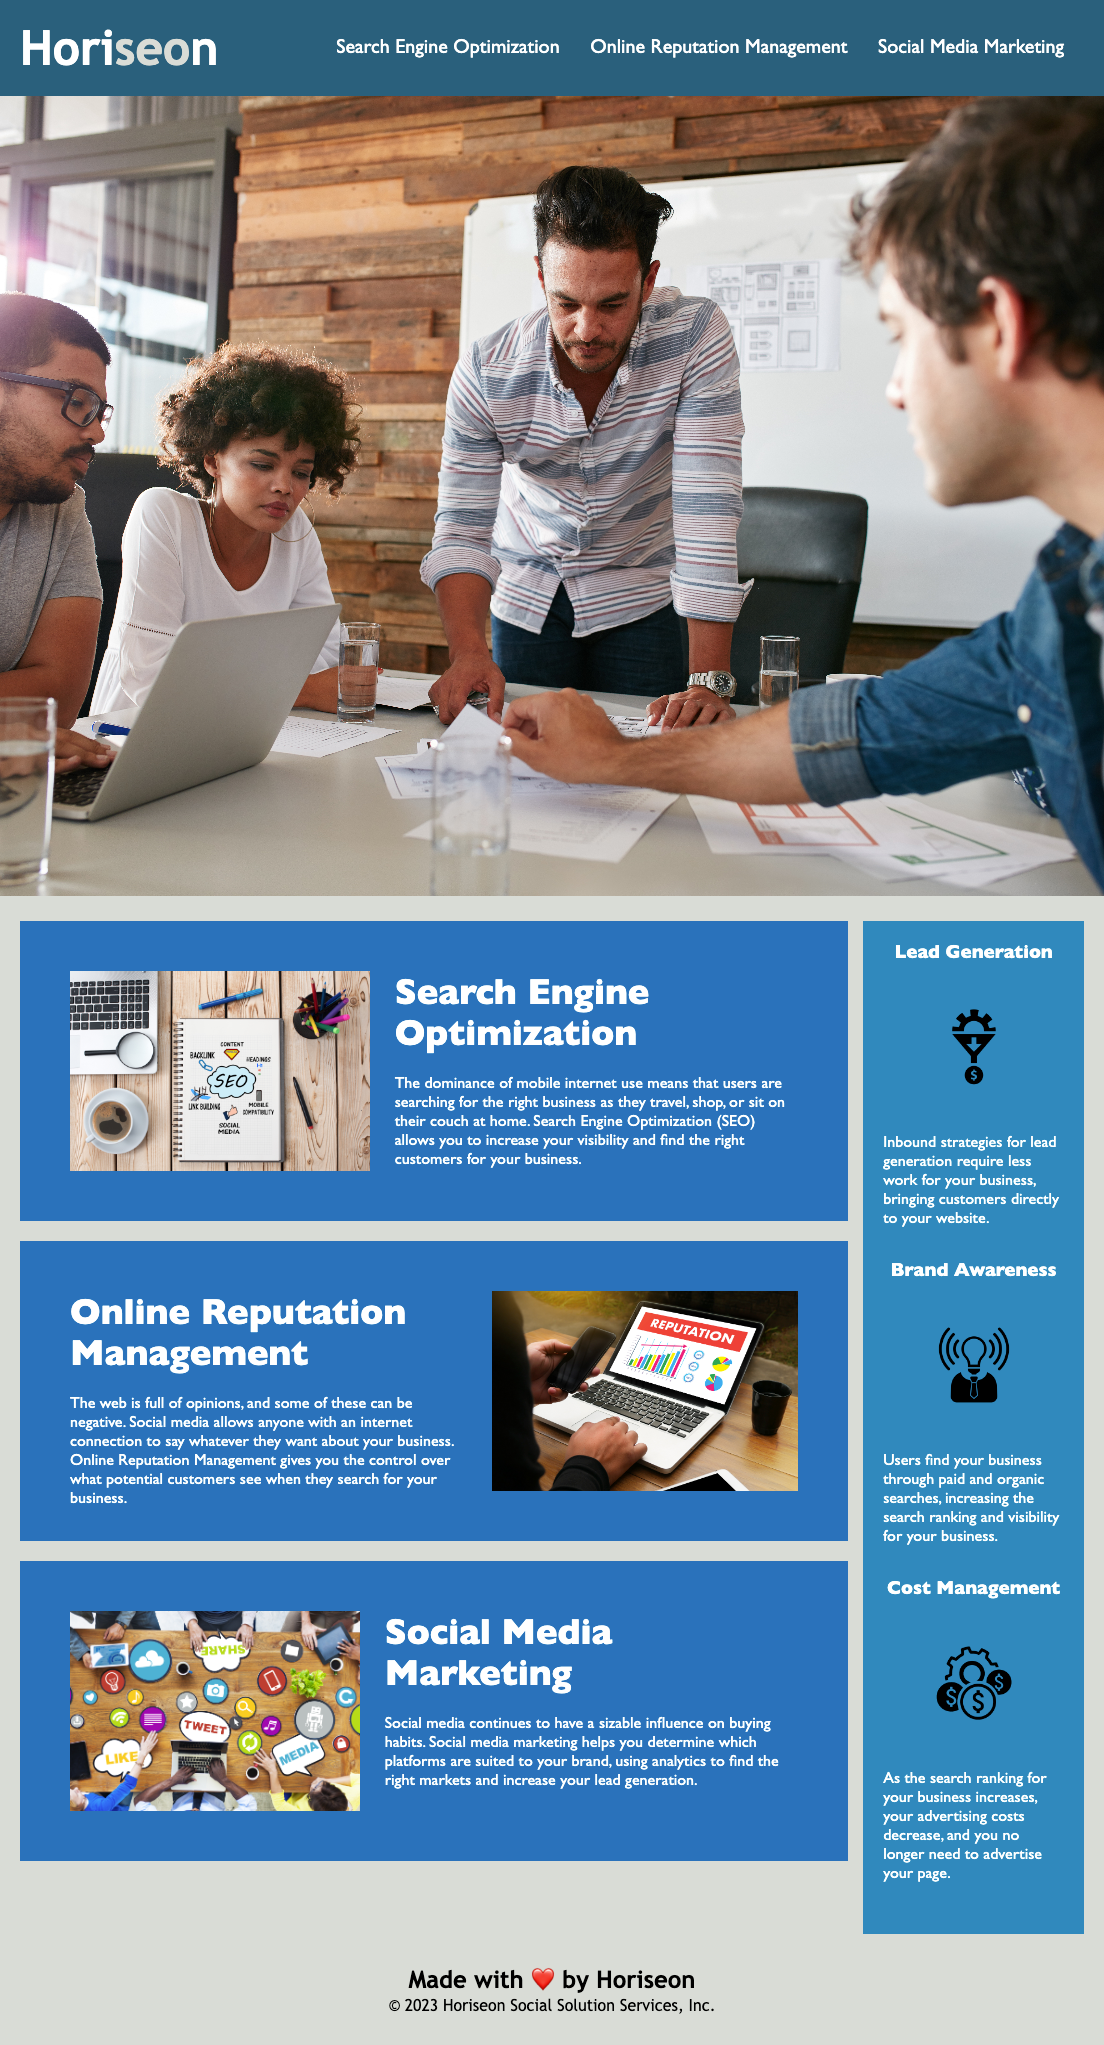 Horiseon
Search Engine Optimization
Online Reputation Management
Social Media Marketing
CONTENT
BACKLINK
HEADINGS
SEO
LINK BUILDING
MOBILE
COMPATIBILITY
SOCIAL
MEDIA
Search Engine
Optimization
The dominance of mobile internet use means that users are
searching for the right business as they travel, shop, or sit on
their couch at home. Search Engine Optimization (SEO)
allows you to increase your visibility and find the right
customers for your business.
Online Reputation
Management
The web is full of opinions, and some of these can be
negative. Social media allows anyone with an internet
connection to say whatever they want about your business.
Online Reputation Management gives you the control over
what potential customers see when they search for your
business.
REPUTATION
SHARE
TWEET
LIKE
MEDIA
Social Media
Marketing
Social media continues to have a sizable influence on buying
habits. Social media marketing helps you determine which
platforms are suited to your brand, using analytics to find the
right markets and increase your lead generation.
Lead Generation
$
Inbound strategies for lead
generation require less
work for your business,
bringing customers directly
to your website.
Brand Awareness
Users find your business
through paid and organic
searches, increasing the
search ranking and visibility
for your business.
Cost Management
$ $ $
As the search ranking for
your business increases,
your advertising costs
decrease, and you no
longer need to advertise
your page.
Made with ❤️ by Horiseon
© 2023 Horiseon Social Solution Services, Inc.